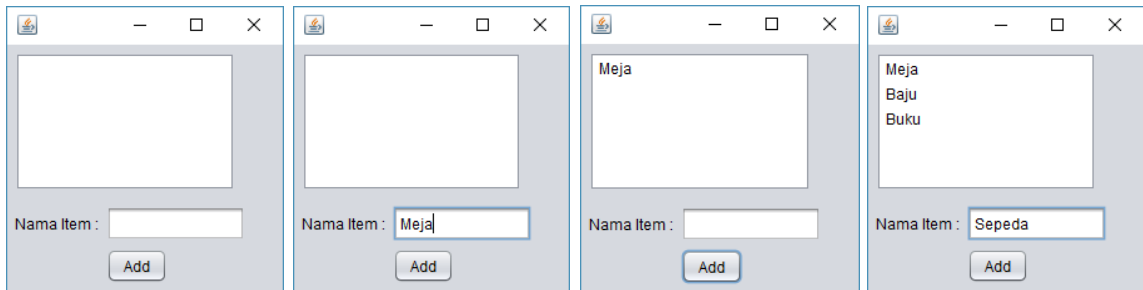 Nama Item :
Add
Nama Item : Meja
Add
Meja
Nama Item :
Add
Meja
Baju
Buku
Nama Item : Sepeda
Add